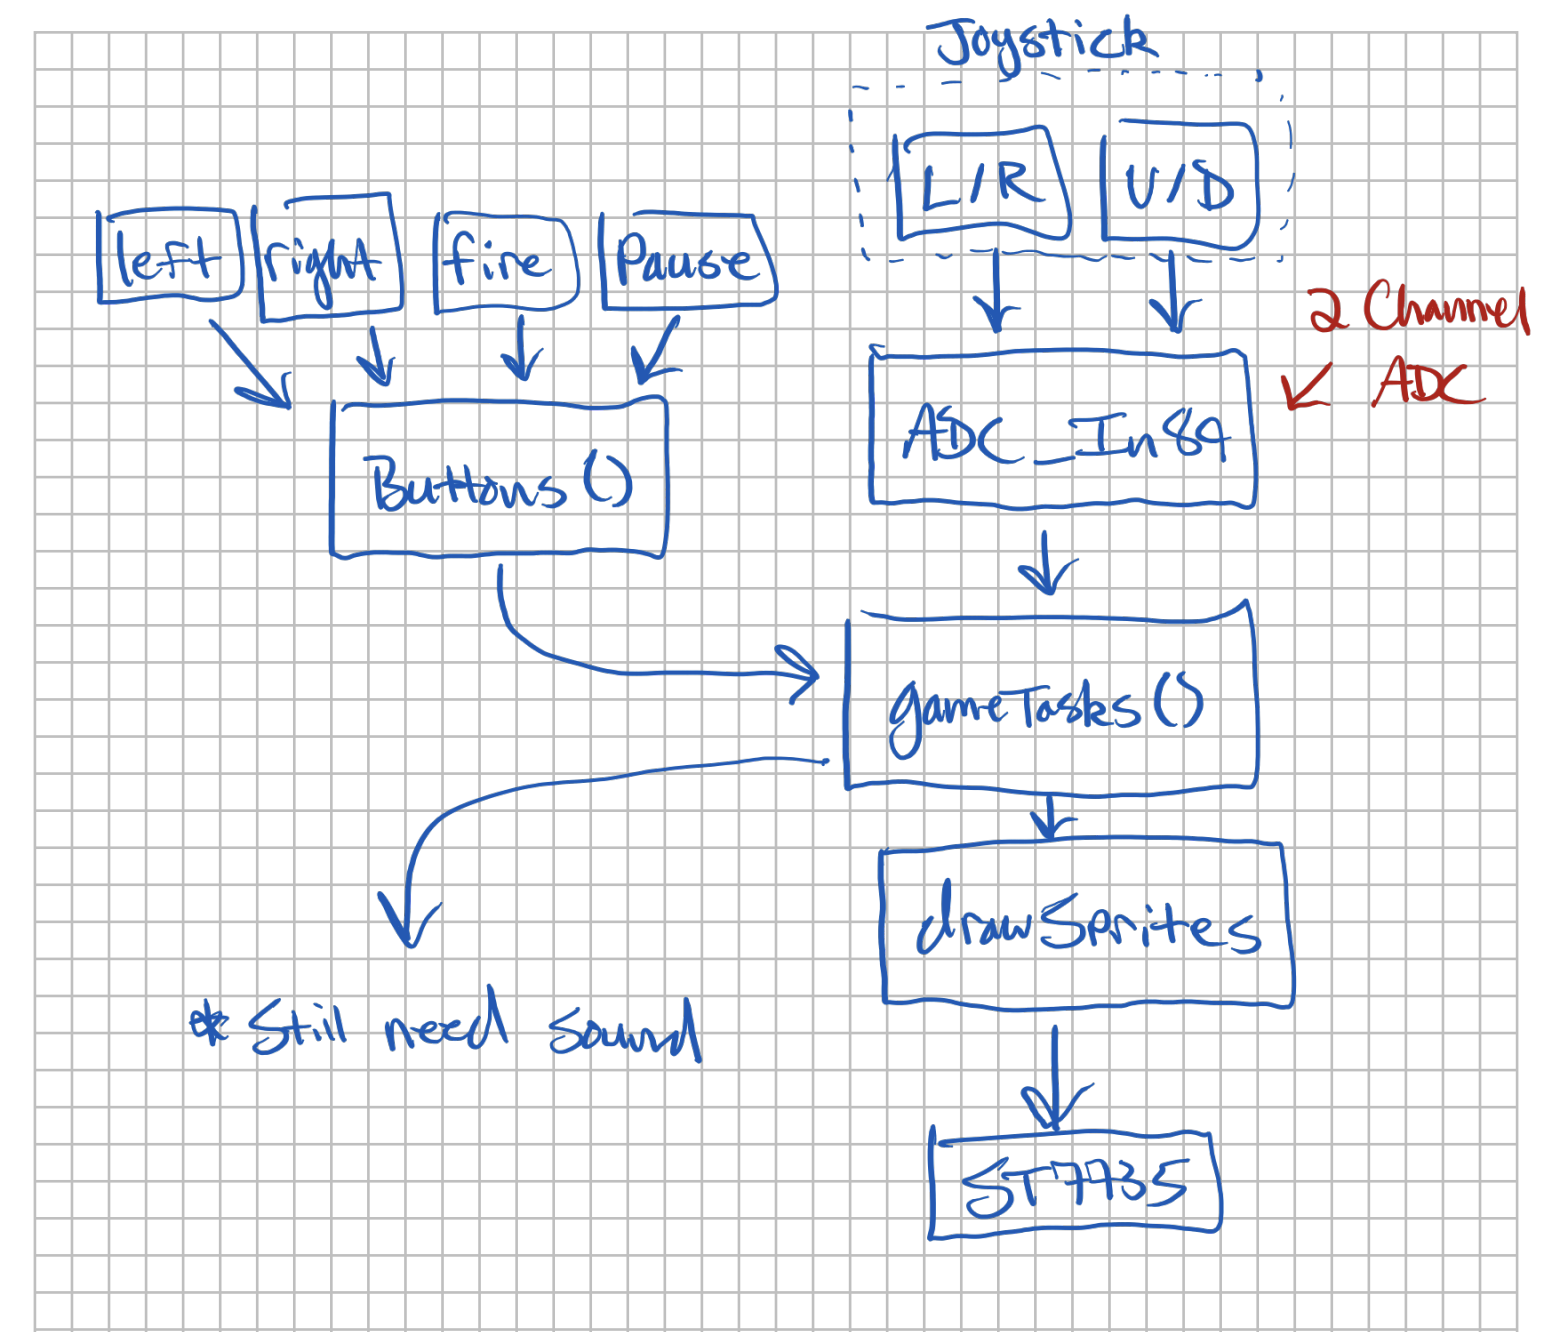 Joystick
L/R U/D
left right fire Pause
2 Channel
ADC
ADC_In89
Buttons()
gameTasks()
drawSprites
* Still need sound
ST7735